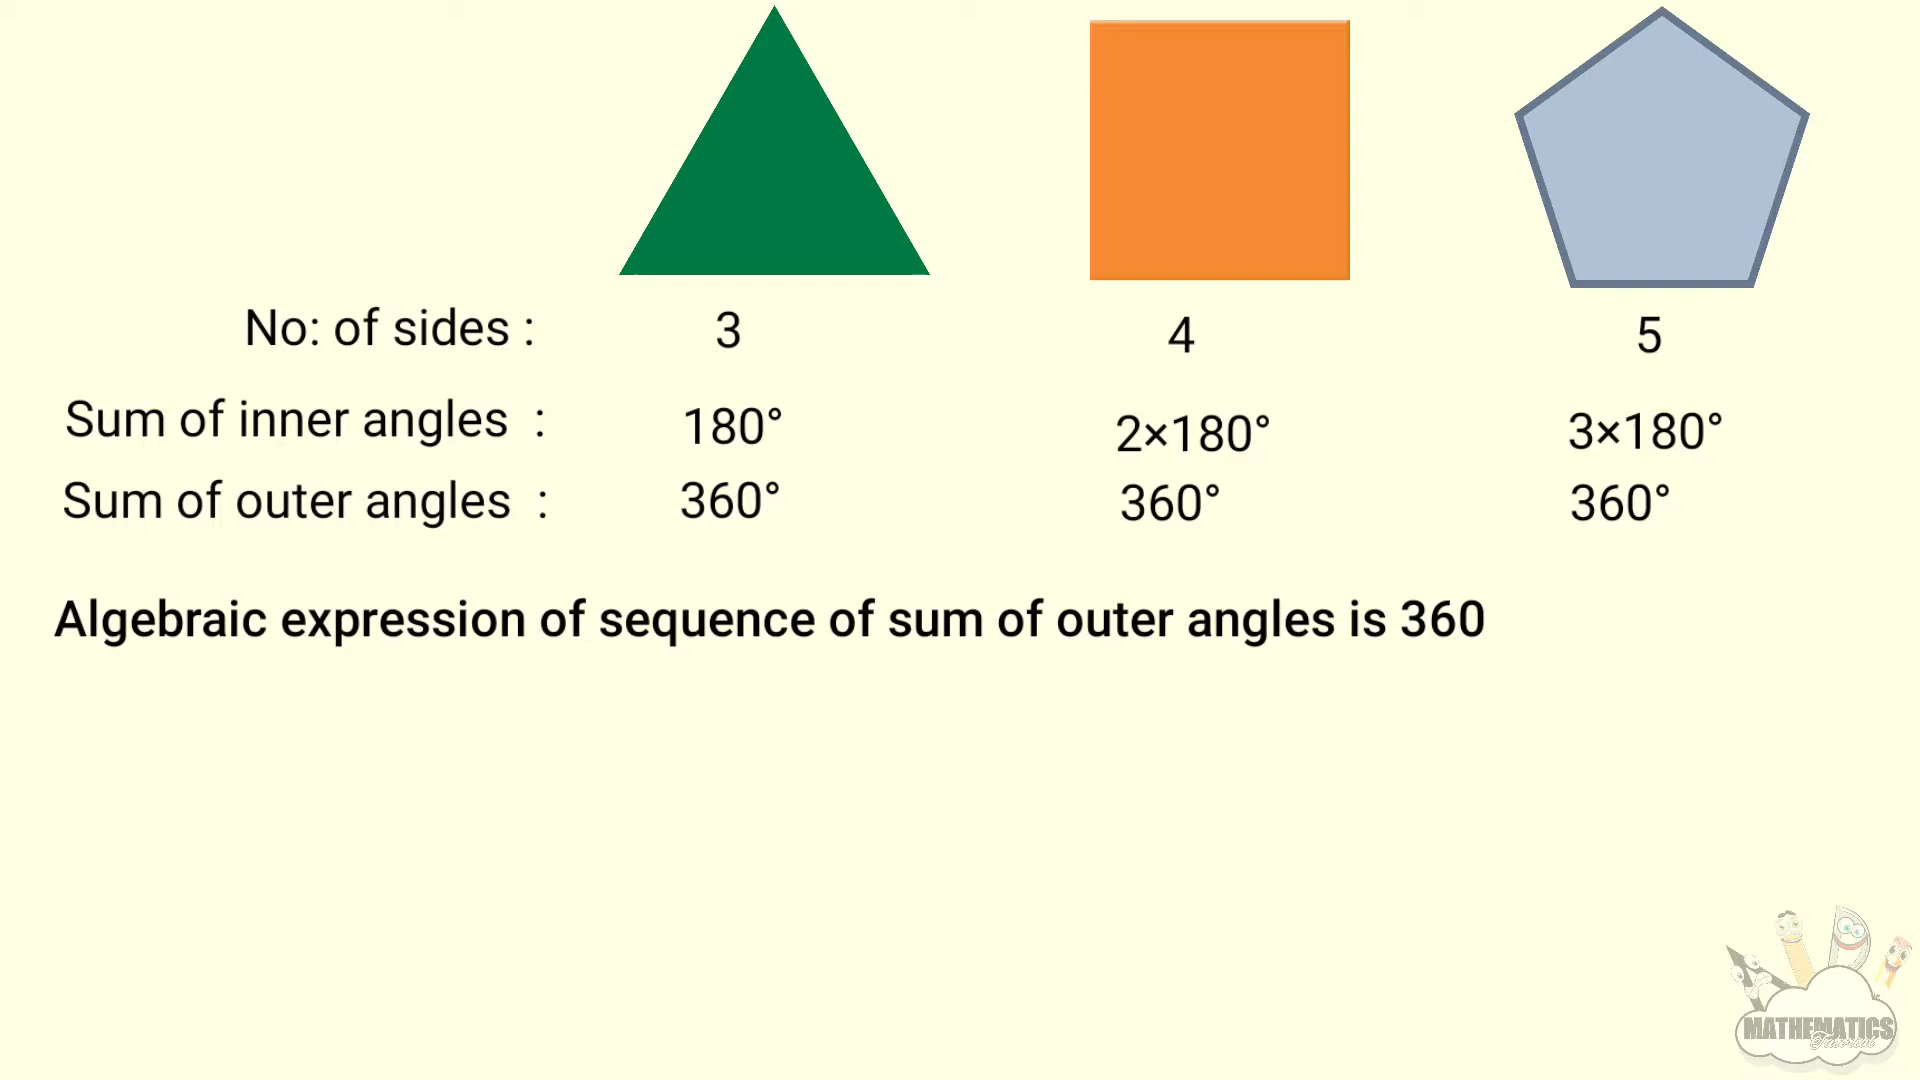 No: of sides : 3 4 5
Sum of inner angles : 180° 2×180° 3×180°
Sum of outer angles : 360° 360° 360°
Algebraic expression of sequence of sum of outer angles is 360
MATHEMATICS
Tutorial